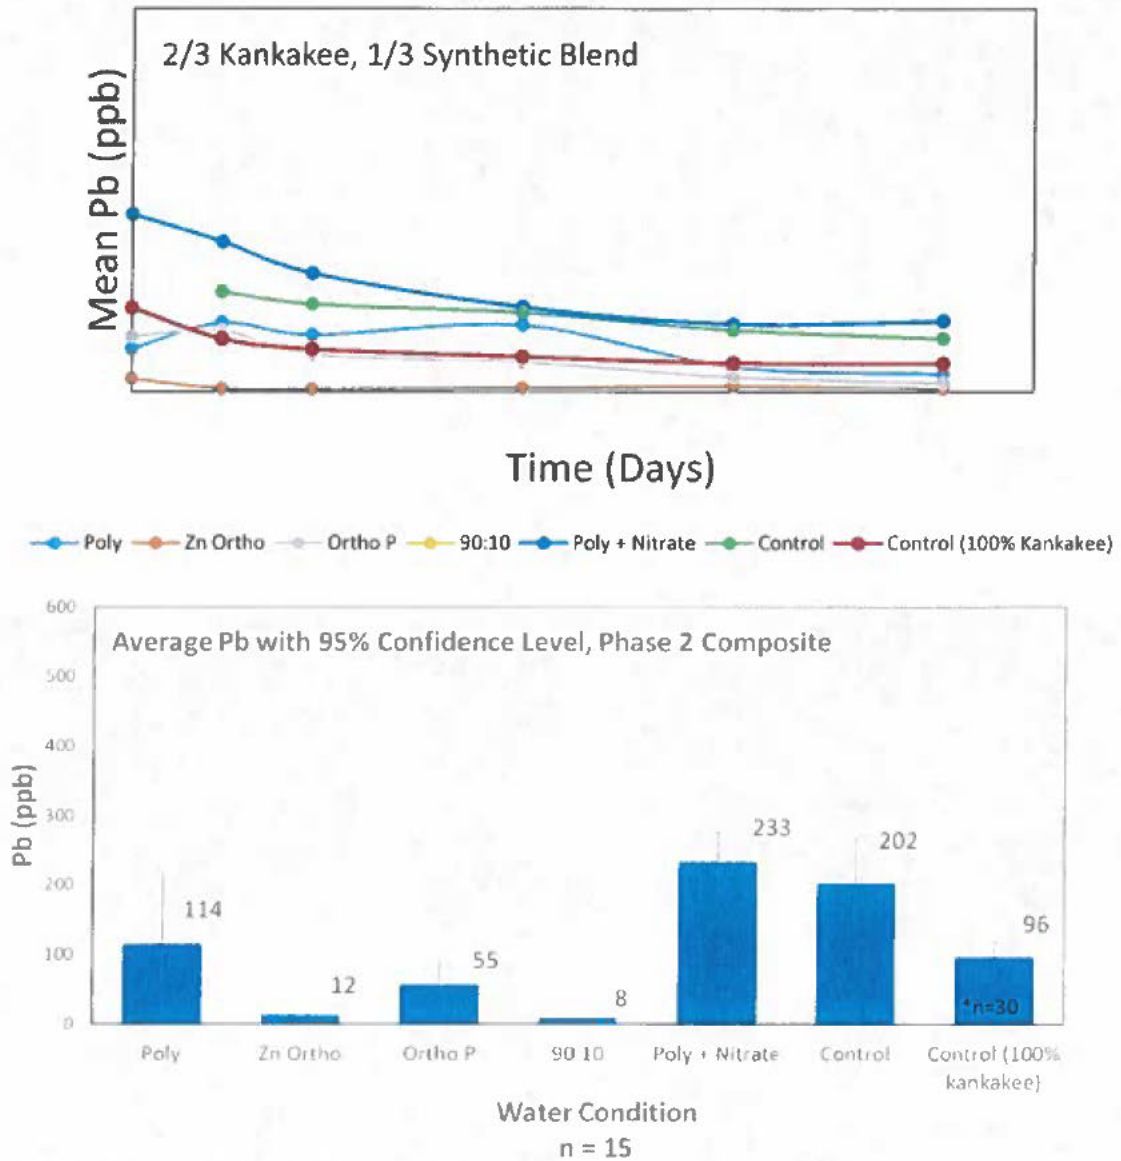 2/3 Kankakee, 1/3 Synthetic Blend
Mean Pb (ppb)
Time (Days)
Poly Zn Ortho Ortho P 90:10 Poly + Nitrate Control Control (100% Kankakee)
Average Pb with 95% Confidence Level, Phase 2 Composite
Pb (ppb)
600
500
400
300
200
100
0
114
12
55
8
233
202
96
*n=30
Poly Zn Ortho Ortho P 90 10 Poly + Nitrate Control Control (100%
kankakee)
Water Condition
n = 15